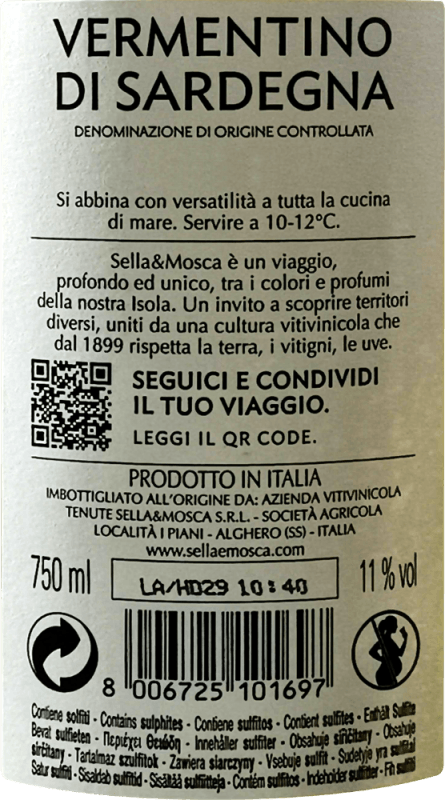 VERMENTINO
DI SARDEGNA
DENOMINAZIONE DI ORIGINE CONTROLLATA
Si abbina con versatilità a tutta la cucina
di mare. Servire a 10-12°C.
Sella&Mosca è un viaggio,
profondo ed unico, tra i colori e profumi
della nostra Isola. Un invito a scoprire territori
diversi, uniti da una cultura vitivinicola che
dal 1899 rispetta la terra, i vitigni, le uve.
SEGUICI E CONDIVIDI
IL TUO VIAGGIO.
LEGGI IL QR CODE.
PRODOTTO IN ITALIA
IMBOTTIGLIATO ALL'ORIGINE DA: AZIENDA VITIVINICOLA
TENUTE SELLA&MOSCA S.R.L. - SOCIETÀ AGRICOLA
LOCALITÀ I PIANI - ALGHERO (SS) - ITALIA
www.sellaemosca.com
750 ml
LA/HD29 10:40
11 % vol
8 006725 101697
Contiene solfiti - Contains sulphites - Contiene sulfitos - Contient sulfites - Enthält Sulfite
Bevat sulfieten - Περιέχει Θειώδη - Innehåller sulfiter - Obsahuje siřičitany - Obsahuje
siričitany - Tartalmaz szulfitok - Zawiera siarczyny - Vsebuje sulfit - Sudėtyje yra sulfitai
Satur sulfīti - Sisaldab sulfitid - Sisältää sulfiitteja - Contém sulfitos - Indeholder sulfitter - Fih sulfiti